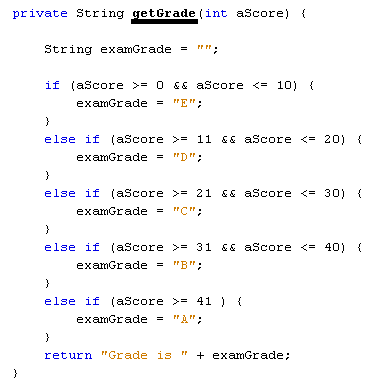 private String getGrade(int aScore) {
String examGrade = "";
if (aScore >= 0 && aScore <= 10) {
examGrade = "E";
}
else if (aScore >= 11 && aScore <= 20) {
examGrade = "D";
}
else if (aScore >= 21 && aScore <= 30) {
examGrade = "C";
}
else if (aScore >= 31 && aScore <= 40) {
examGrade = "B";
}
else if (aScore >= 41 ) {
examGrade = "A";
}
return "Grade is " + examGrade;
}